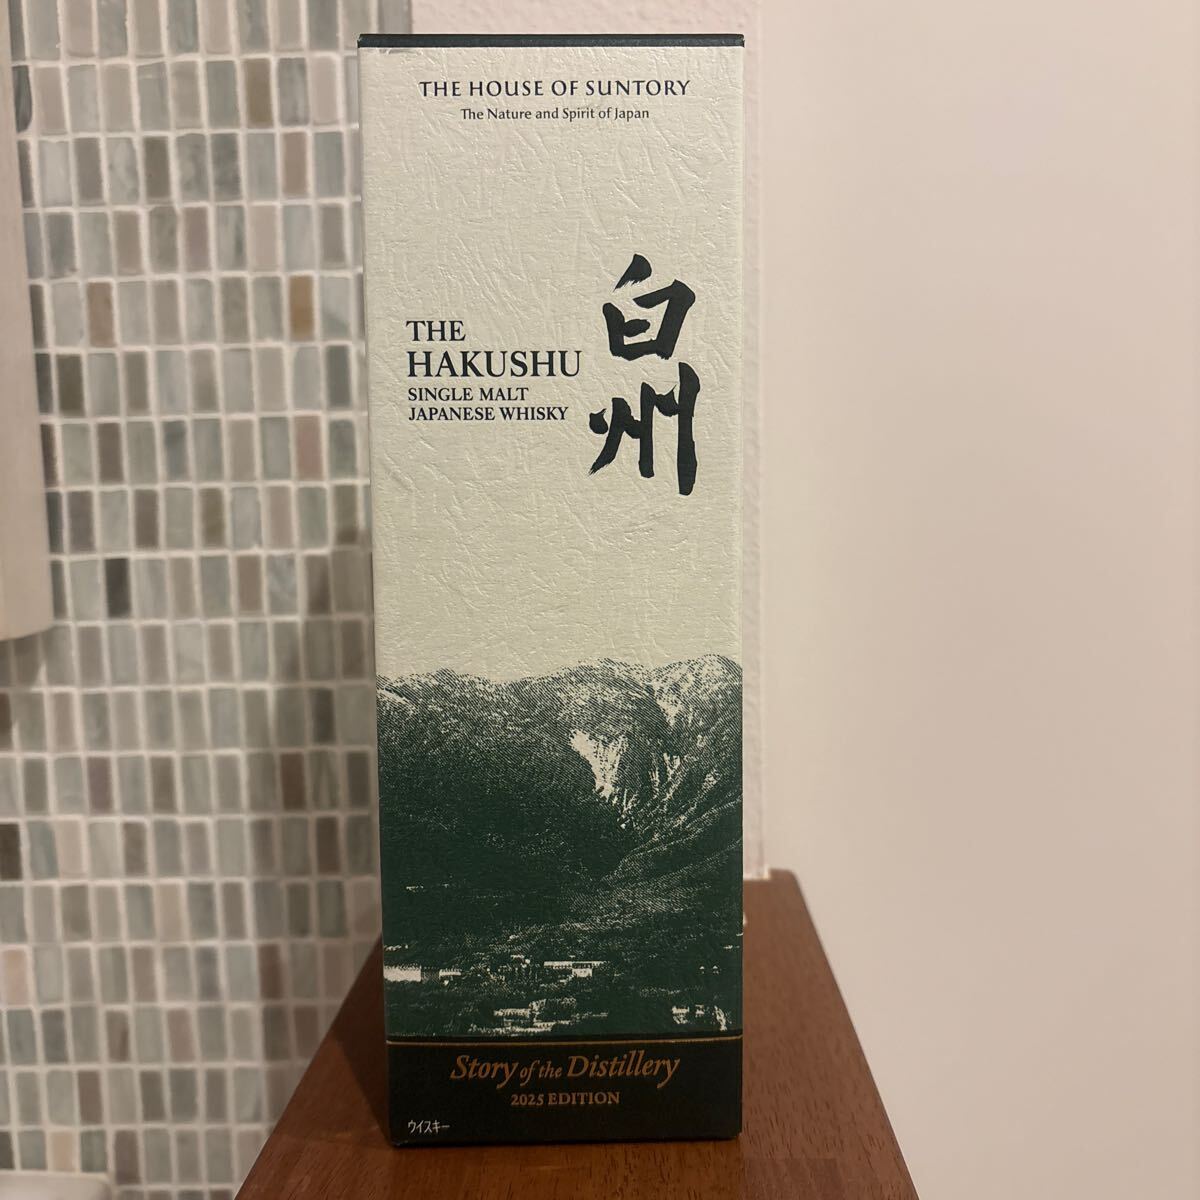 THE HOUSE OF SUNTORY
The Nature and Spirit of Japan
白州
THE
HAKUSHU
SINGLE MALT
JAPANESE WHISKY
Story of the Distillery
2025 EDITION
ウイスキー